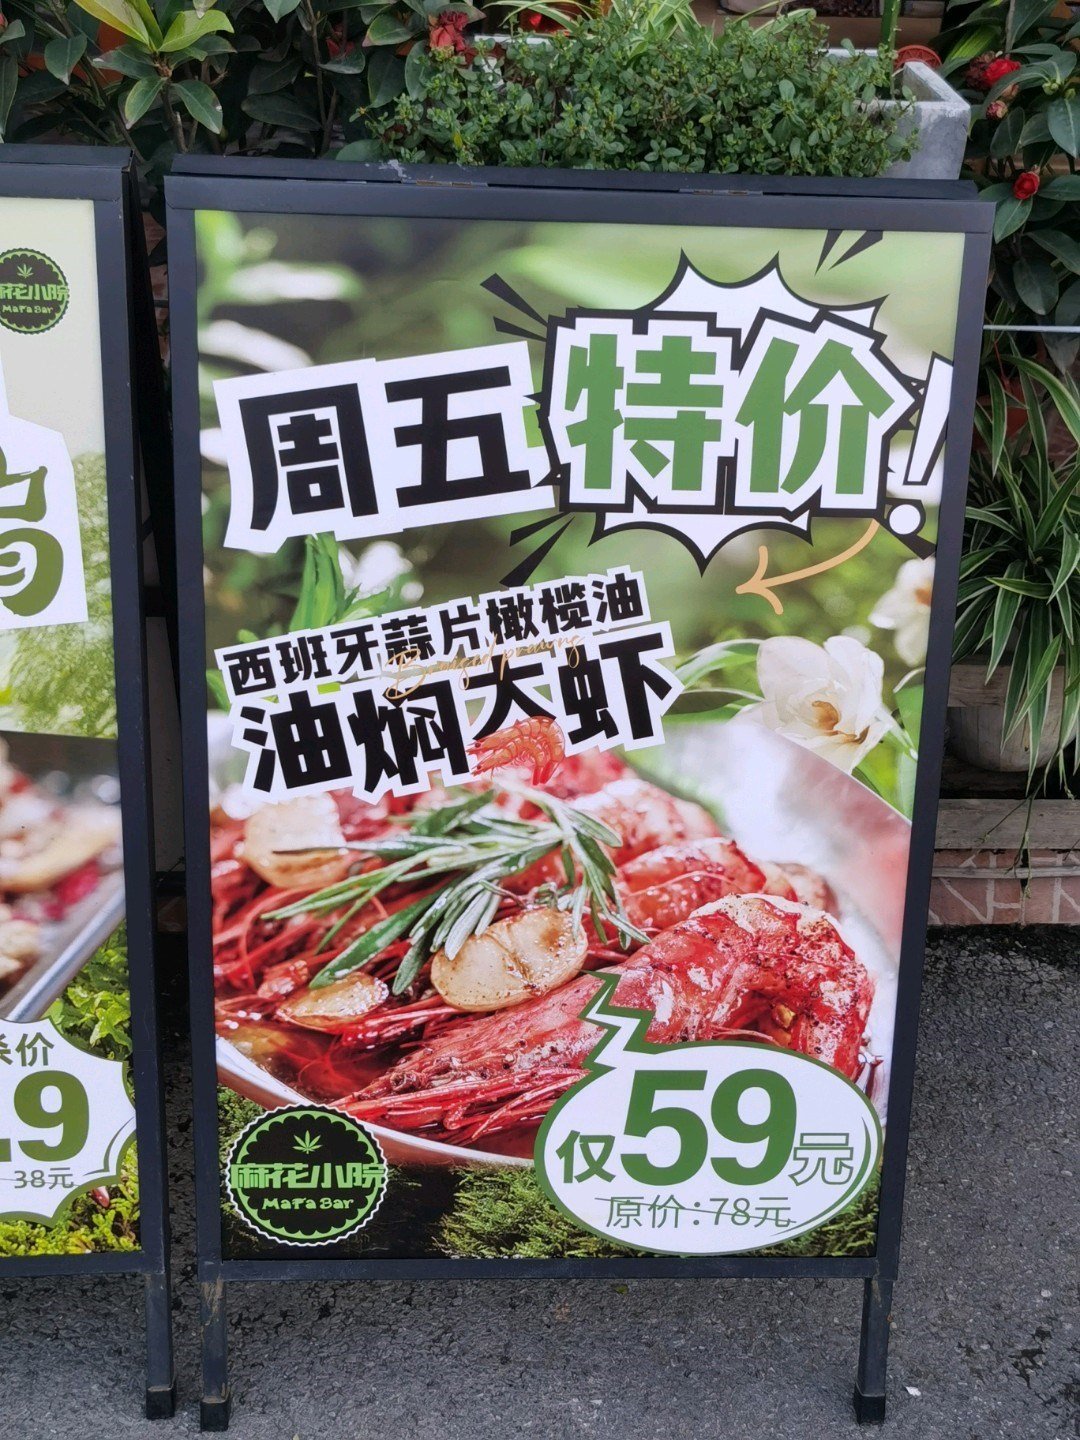 麻花小院
MaFa Bar
杀价
.9
38元
周五特价!
西班牙蒜片橄榄油
油焖大虾
仅59元
原价:78元
麻花小院
MaFa Bar